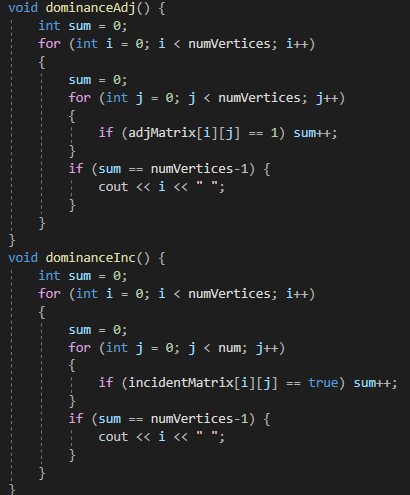 void dominanceAdj() {
    int sum = 0;
    for (int i = 0; i < numVertices; i++)
    {
        sum = 0;
        for (int j = 0; j < numVertices; j++)
        {
            if (adjMatrix[i][j] == 1) sum++;
        }
        if (sum == numVertices-1) {
            cout << i << " ";
        }
    }
}
void dominanceInc() {
    int sum = 0;
    for (int i = 0; i < numVertices; i++)
    {
        sum = 0;
        for (int j = 0; j < num; j++)
        {
            if (incidentMatrix[i][j] == true) sum++;
        }
        if (sum == numVertices-1) {
            cout << i << " ";
        }
    }
}